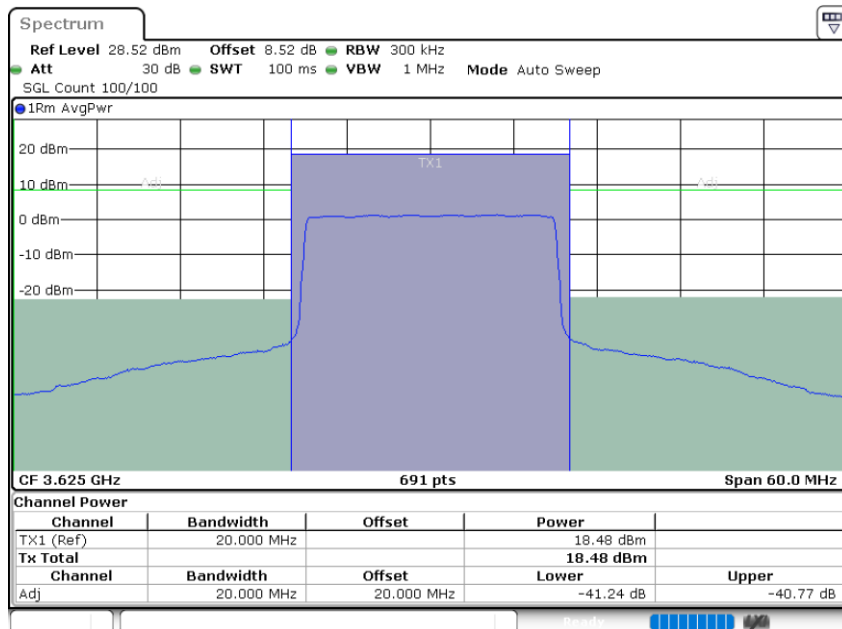 Spectrum
Ref Level 28.52 dBm Offset 8.52 dB RBW 300 kHz
Att 30 dB SWT 100 ms VBW 1 MHz Mode Auto Sweep
SGL Count 100/100
1Rm AvgPwr
20 dBm
TX1
Adj 10 dBm Adj
0 dBm
-10 dBm
-20 dBm
CF 3.625 GHz 691 pts Span 60.0 MHz
Channel Power
Channel Bandwidth Offset Power
TX1 (Ref) 20.000 MHz 18.48 dBm
Tx Total 18.48 dBm
Channel Bandwidth Offset Lower Upper
Adj 20.000 MHz 20.000 MHz -41.24 dB -40.77 dB
Ready